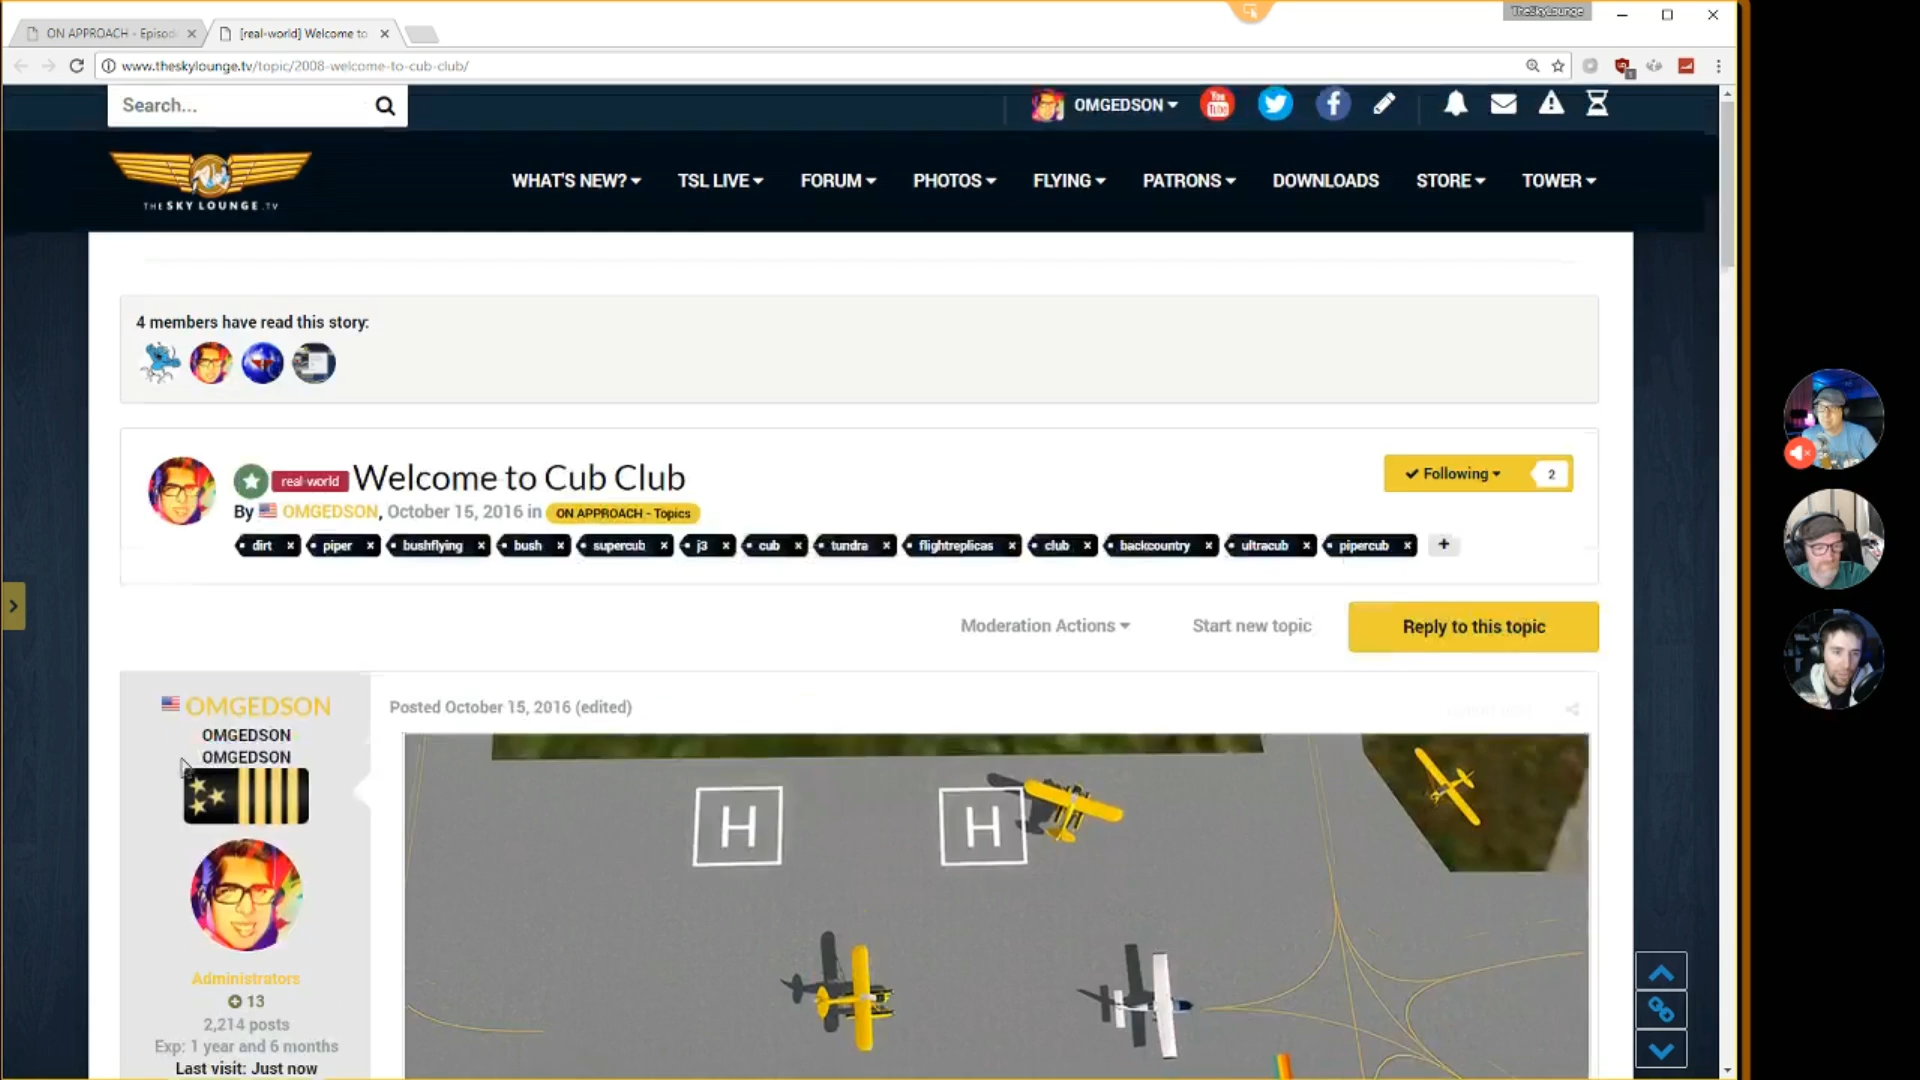 TheSkyLounge
ON APPROACH - Episod
[real-world] Welcome to
www.theskylounge.tv/topic/2008-welcome-to-cub-club/
Search...
OMGEDSON
You Tube
THE SKY LOUNGE .TV
WHAT'S NEW? TSL LIVE FORUM PHOTOS FLYING PATRONS DOWNLOADS STORE TOWER
4 members have read this story:
real-world Welcome to Cub Club
Following 2
By OMGEDSON, October 15, 2016 in ON APPROACH - Topics
dirt × piper × bushflying × bush × supercub × j3 × cub × tundra × flightreplicas × club × backcountry × ultracub × pipercub × +
Moderation Actions Start new topic Reply to this topic
OMGEDSON
OMGEDSON
OMGEDSON
Administrators
13
2,214 posts
Exp: 1 year and 6 months
Last visit: Just now
Posted October 15, 2016 (edited)
H H